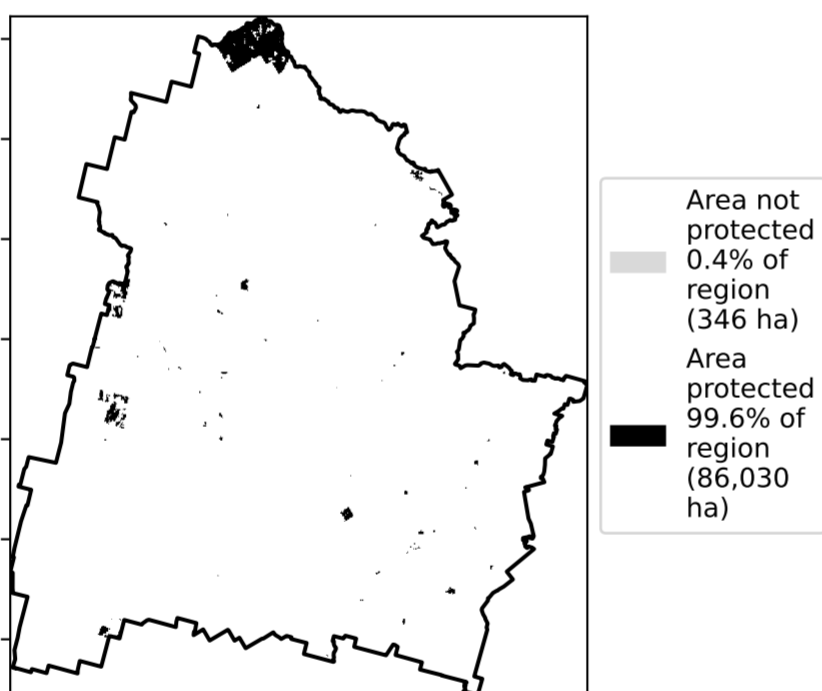 Area not
protected
0.4% of
region
(346 ha)
Area
protected
99.6% of
region
(86,030
ha)